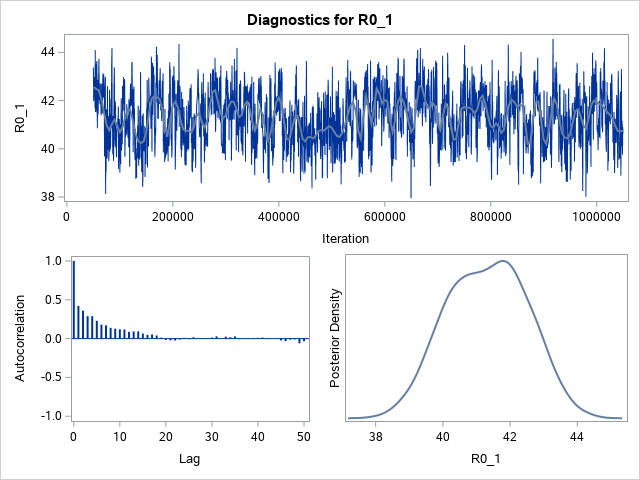 Diagnostics for R0_1
44
42
40
38
R0_1
0 200000 400000 600000 800000 1000000
Iteration
1.0
0.5
0.0
-0.5
-1.0
Autocorrelation
0 10 20 30 40 50
Lag
Posterior Density
38 40 42 44
R0_1